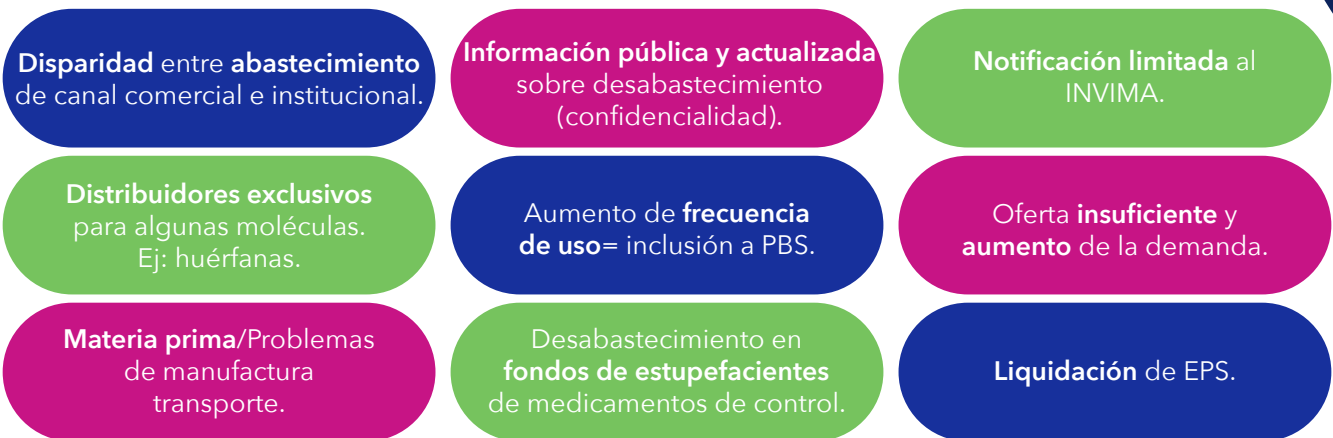 Disparidad entre abastecimiento
de canal comercial e institucional.
Información pública y actualizada
sobre desabastecimiento
(confidencialidad).
Notificación limitada al
INVIMA.
Distribuidores exclusivos
para algunas moléculas.
Ej: huérfanas.
Aumento de frecuencia
de uso= inclusión a PBS.
Oferta insuficiente y
aumento de la demanda.
Materia prima/Problemas
de manufactura
transporte.
Desabastecimiento en
fondos de estupefacientes
de medicamentos de control.
Liquidación de EPS.